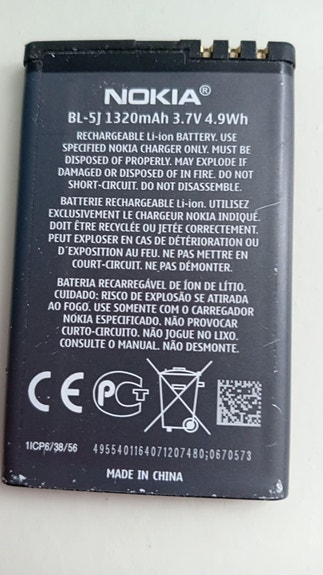 NOKIA®
BL-5J 1320mAh 3.7V 4.9Wh
RECHARGEABLE Li-ion BATTERY. USE
SPECIFIED NOKIA CHARGER ONLY. MUST BE
DISPOSED OF PROPERLY. MAY EXPLODE IF
DAMAGED OR DISPOSED OF IN FIRE. DO NOT
SHORT-CIRCUIT. DO NOT DISASSEMBLE.
BATTERIE RECHARGEABLE Li-ion. UTILISEZ
EXCLUSIVEMENT LE CHARGEUR NOKIA INDIQUÉ.
DOIT ÊTRE RECYCLÉE OU JETÉE CORRECTEMENT.
PEUT EXPLOSER EN CAS DE DÉTÉRIORATION OU
D'EXPOSITION AU FEU. NE PAS METTRE EN
COURT-CIRCUIT. NE PAS DÉMONTER.
BATERIA RECARREGÁVEL DE ÍON DE LÍTIO.
CUIDADO: RISCO DE EXPLOSÃO SE ATIRADA
AO FOGO. USE SOMENTE COM O CARREGADOR
NOKIA ESPECIFICADO. NÃO PROVOCAR
CURTO-CIRCUITO. NÃO JOGUE NO LIXO.
CONSULTE O MANUAL. NÃO DESMONTE.
CE PCT
1ICP6/38/56
4955401164071207480;0670573
MADE IN CHINA